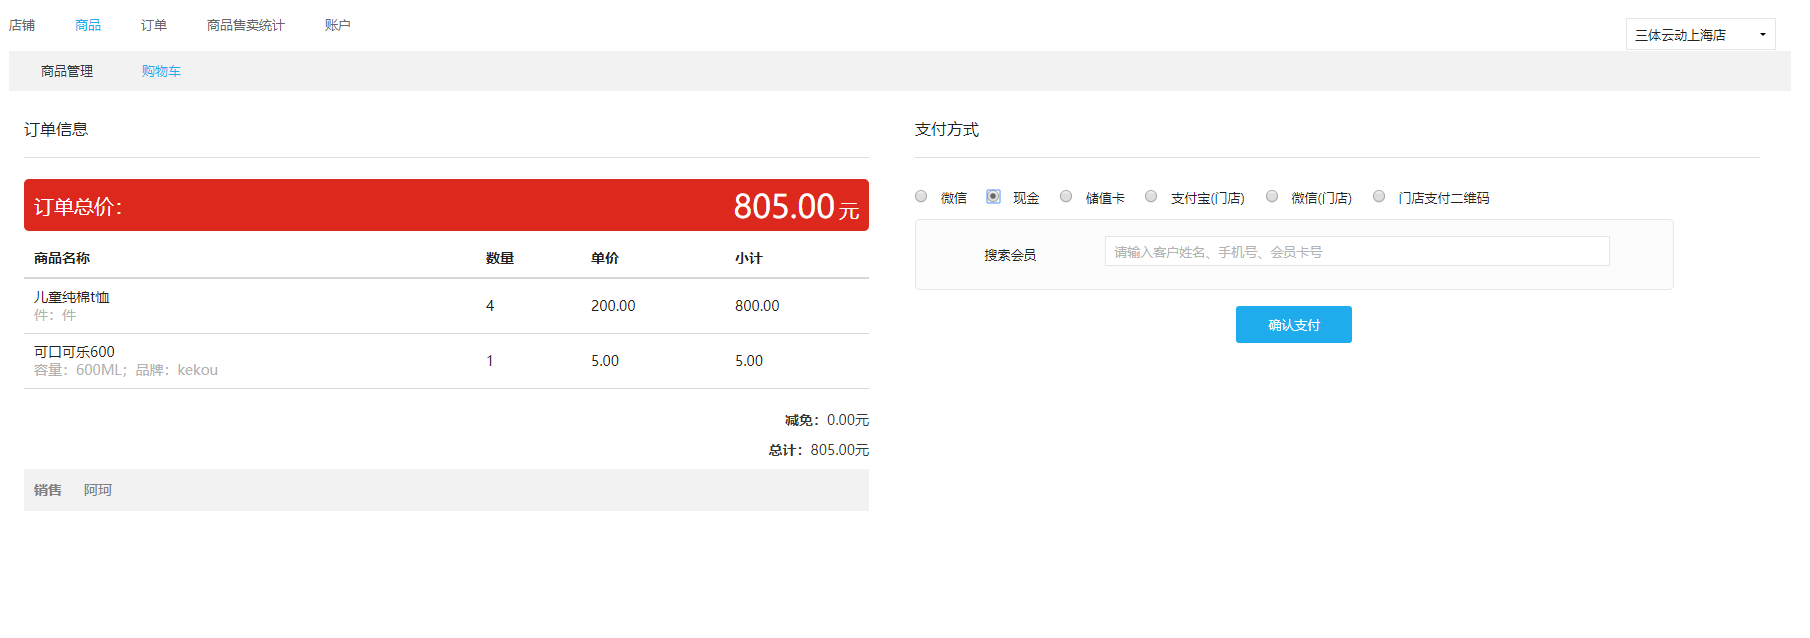 店铺 商品 订单 商品售卖统计 账户
三体云动上海店
商品管理 购物车
订单信息
订单总价： 805.00 元
商品名称 数量 单价 小计
儿童纯棉t恤 4 200.00 800.00
件：件
可口可乐600 1 5.00 5.00
容量：600ML；品牌：kekou
减免：0.00元
总计：805.00元
销售 阿珂
支付方式
微信 现金 储值卡 支付宝(门店) 微信(门店) 门店支付二维码
搜索会员 请输入客户姓名、手机号、会员卡号
确认支付